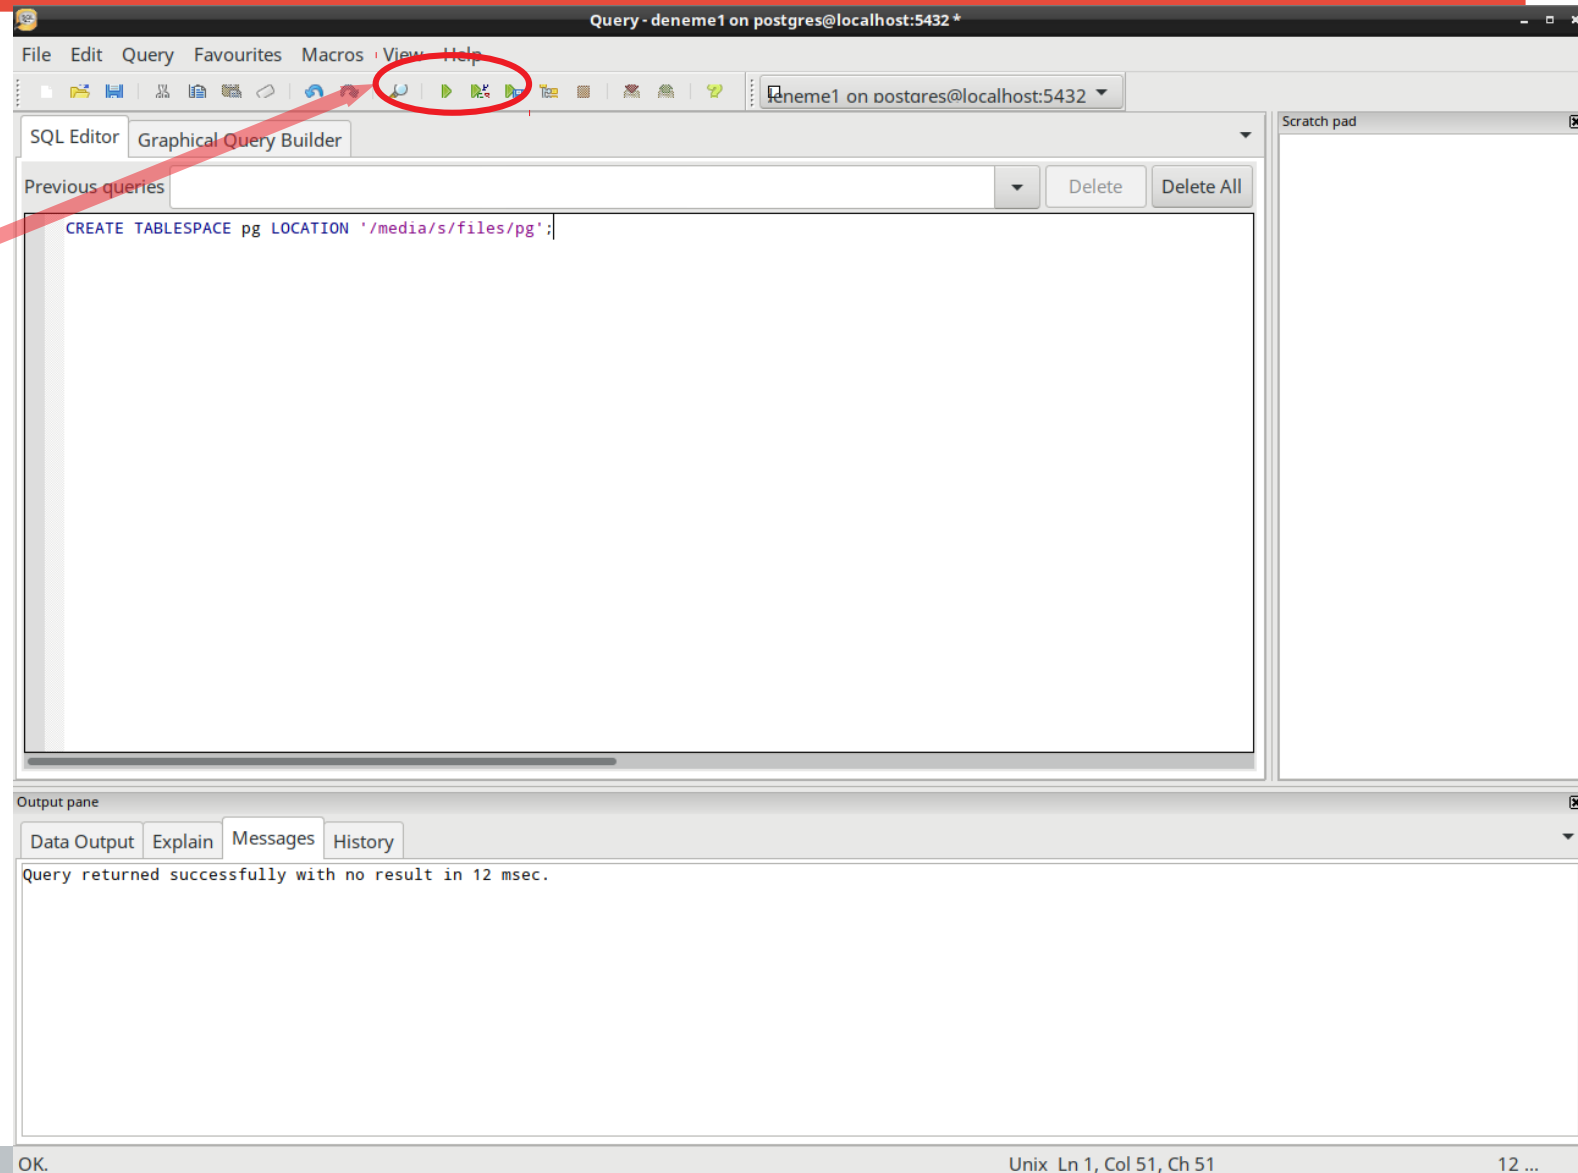 Query - deneme1 on postgres@localhost:5432 *
File Edit Query Favourites Macros View Help
deneme1 on postgres@localhost:5432
SQL Editor Graphical Query Builder
Scratch pad
Previous queries Delete Delete All
CREATE TABLESPACE pg LOCATION '/media/s/files/pg';
Output pane
Data Output Explain Messages History
Query returned successfully with no result in 12 msec.
OK. Unix Ln 1, Col 51, Ch 51 12 ...